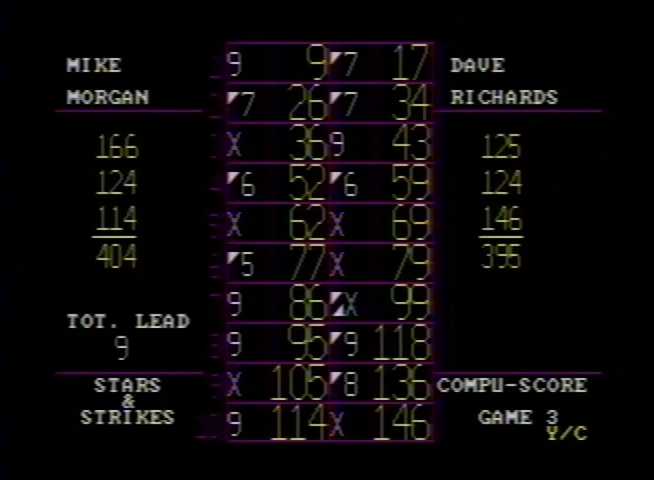 MIKE
MORGAN
166
124
114
404
TOT. LEAD
9
STARS
&
STRIKES
9 9 7 17
7 26 7 34
X 36 9 43
6 52 6 59
X 62 X 69
5 77 X 79
9 86 X 99
9 95 9 118
X 105 8 136
9 114 X 146
DAVE
RICHARDS
125
124
146
395
COMPU-SCORE
GAME 3
Y/C